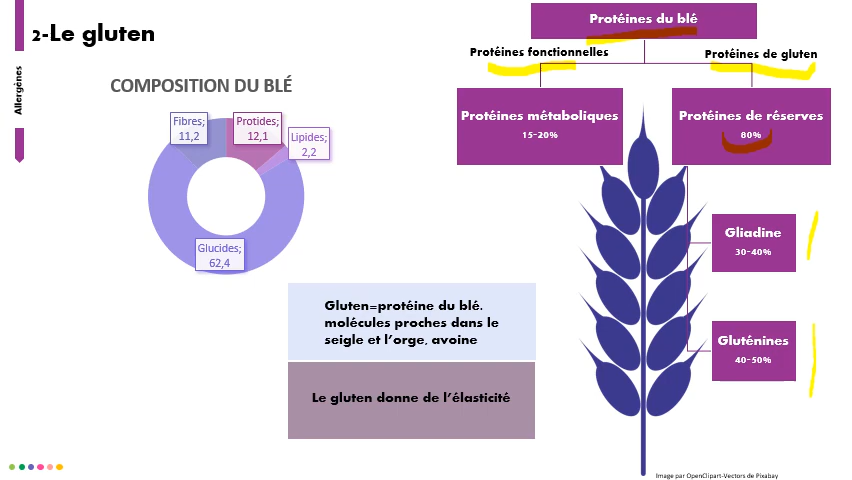 2-Le gluten
Allergènes
COMPOSITION DU BLÉ
Fibres;
11,2
Protides;
12,1
Lipides;
2,2
Glucides;
62,4
Gluten=protéine du blé.
molécules proches dans le
seigle et l'orge, avoine
Le gluten donne de l'élasticité
Protéines du blé
Protéines fonctionnelles
Protéines de gluten
Protéines métaboliques
15-20%
Protéines de réserves
80%
Gliadine
30-40%
Gluténines
40-50%
Image par OpenClipart-Vectors de Pixabay